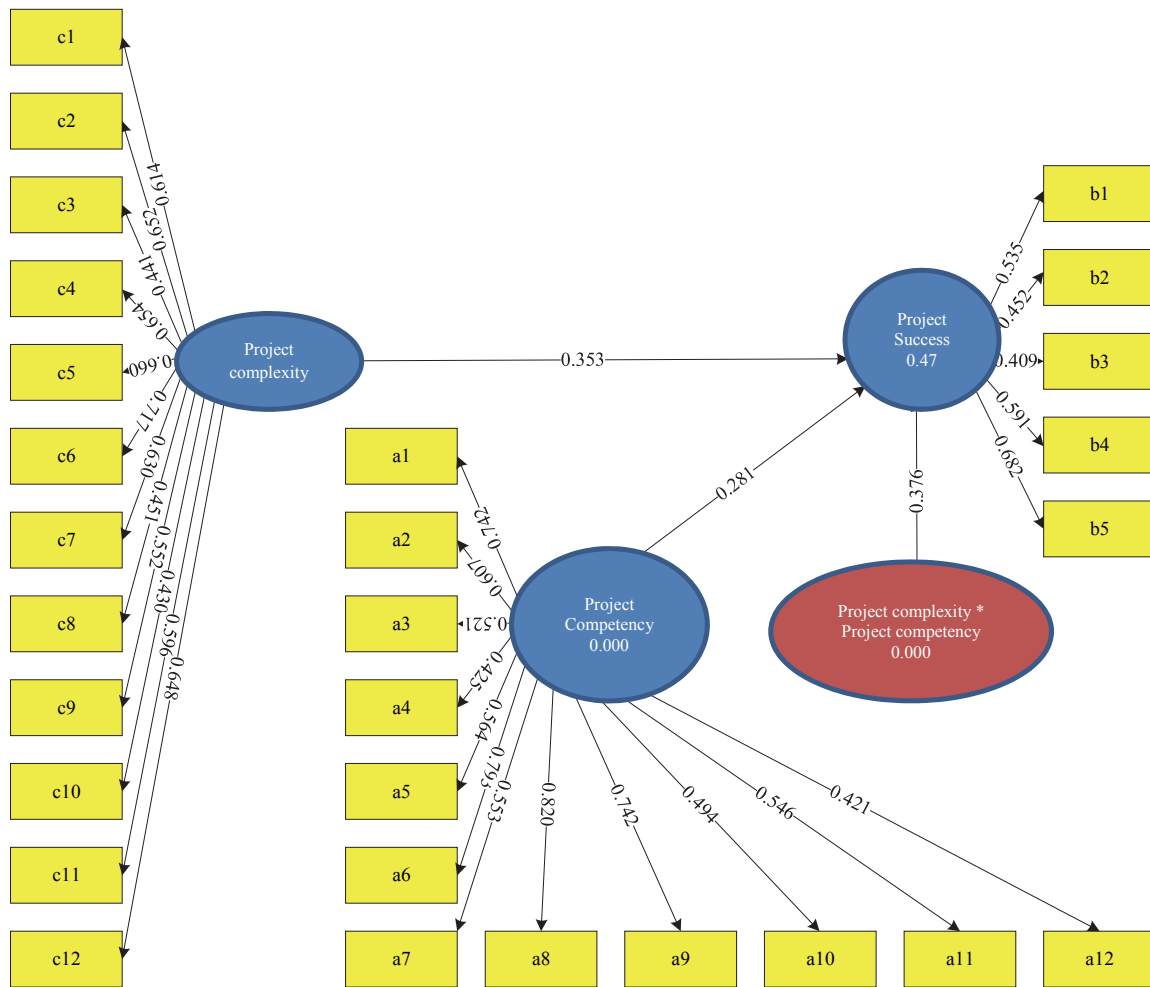 c1
c2
c3
c4
c5
c6
c7
c8
c9
c10
c11
c12
0.614
0.652
0.441
0.654
0.660
0.717
0.630
0.451
0.552
0.430
0.596
0.648
Project
complexity
0.353
Project
Success
0.47
0.535
0.452
0.409
0.591
0.682
b1
b2
b3
b4
b5
0.281
0.376
a1
a2
a3
a4
a5
a6
a7
a8
a9
a10
a11
a12
0.742
0.607
0.521
0.425
0.564
0.793
0.553
0.820
0.742
0.494
0.546
0.421
Project
Competency
0.000
Project complexity *
Project competency
0.000